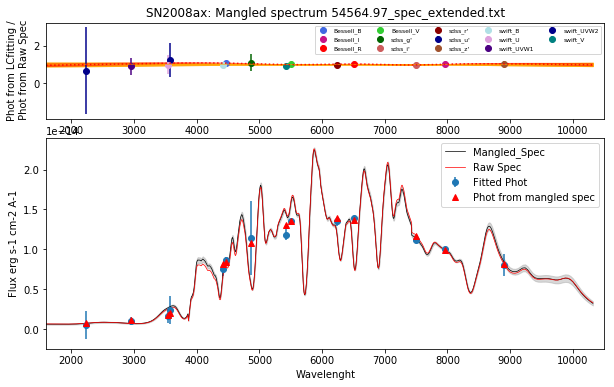 SN2008ax: Mangled spectrum 54564.97_spec_extended.txt
Phot from LCfitting /
Phot from Raw Spec
2
0
Bessell_B
Bessell_I
Bessell_R
Bessell_V
sdss_g'
sdss_i'
sdss_r'
sdss_u'
sdss_z'
swift_B
swift_U
swift_UVW1
swift_UVW2
swift_V
2000 3000 4000 5000 6000 7000 8000 9000 10000
1e−14
Flux erg s-1 cm-2 A-1
2.0
1.5
1.0
0.5
0.0
Mangled_Spec
Raw Spec
Fitted Phot
Phot from mangled spec
2000 3000 4000 5000 6000 7000 8000 9000 10000
Wavelenght